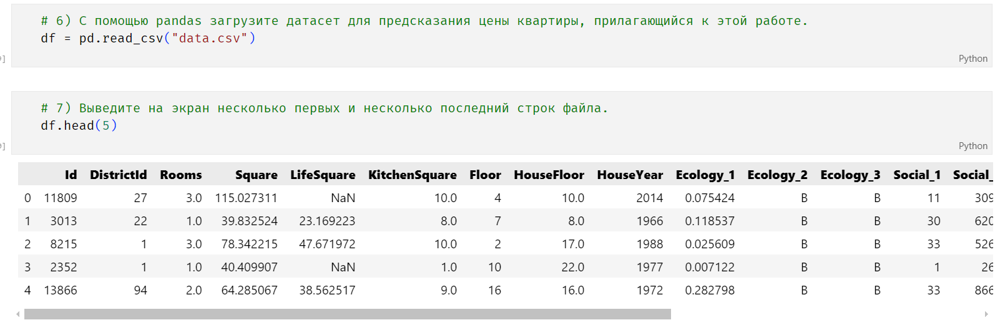 # 6) С помощью pandas загрузите датасет для предсказания цены квартиры, прилагающийся к этой работе.
df = pd.read_csv("data.csv")
]
Python
# 7) Выведите на экран несколько первых и несколько последний строк файла.
df.head(5)
]
Python
Id DistrictId Rooms Square LifeSquare KitchenSquare Floor HouseFloor HouseYear Ecology_1 Ecology_2 Ecology_3 Social_1 Social_
0 11809 27 3.0 115.027311 NaN 10.0 4 10.0 2014 0.075424 B B 11 309
1 3013 22 1.0 39.832524 23.169223 8.0 7 8.0 1966 0.118537 B B 30 620
2 8215 1 3.0 78.342215 47.671972 10.0 2 17.0 1988 0.025609 B B 33 526
3 2352 1 1.0 40.409907 NaN 1.0 10 22.0 1977 0.007122 B B 1 26
4 13866 94 2.0 64.285067 38.562517 9.0 16 16.0 1972 0.282798 B B 33 866